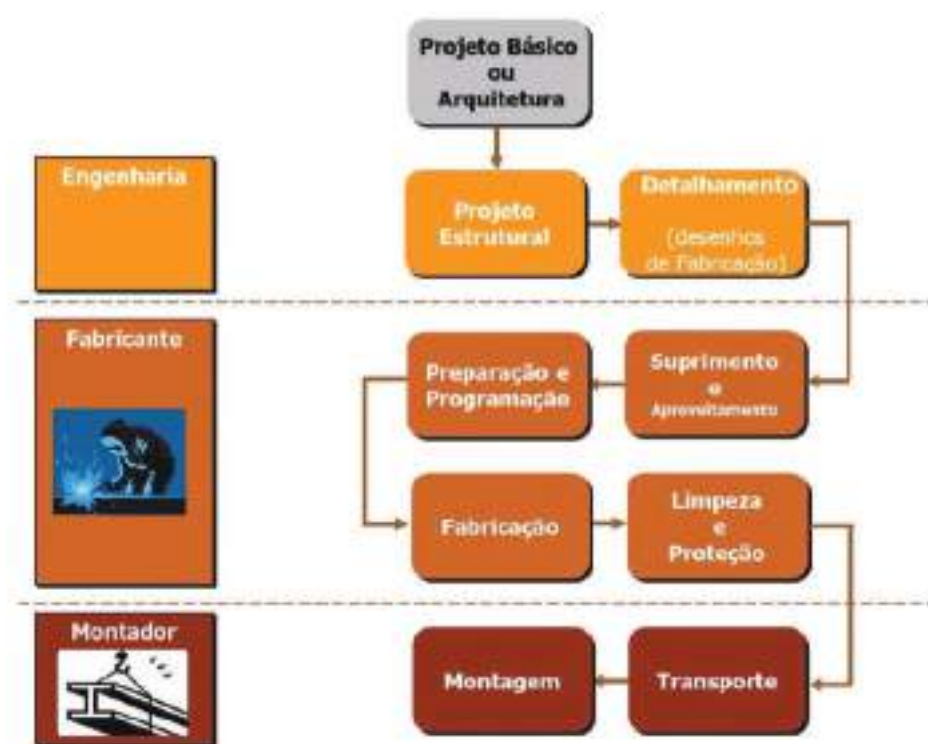 Projeto Básico
ou
Arquitetura
Engenharia
Projeto
Estrutural
Detalhamento
(desenhos
de Fabricação)
Fabricante
Preparação e
Programação
Suprimento
e
Aproveitamento
Fabricação
Limpeza
e
Proteção
Montador
Montagem
Transporte